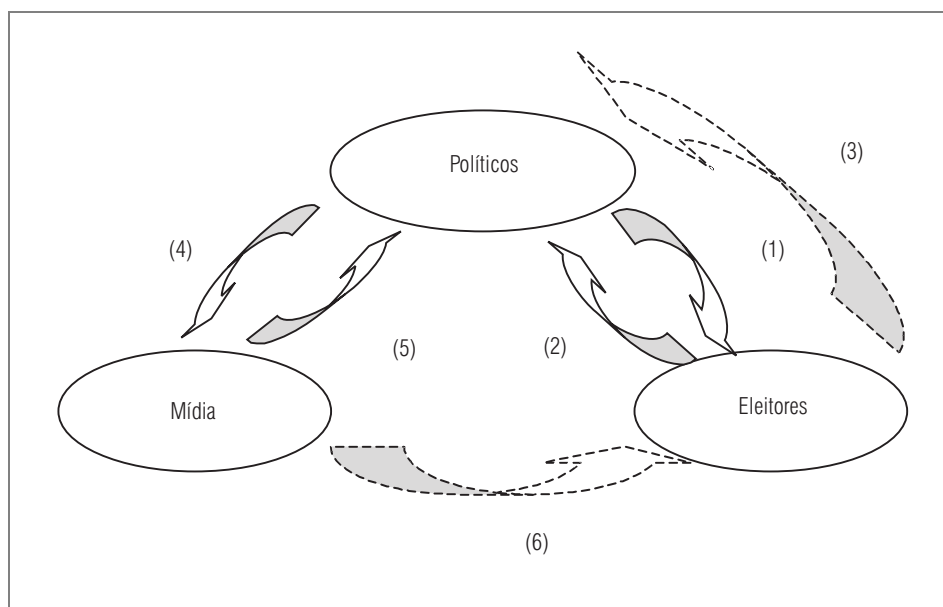 Políticos
(3)
(4)
(1)
(5)
(2)
Mídia
Eleitores
(6)